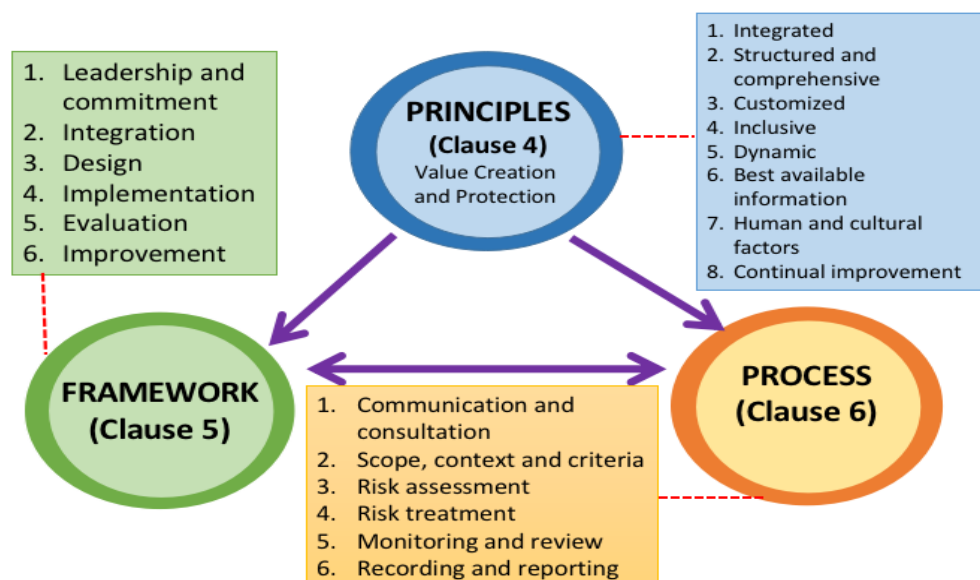 1. Leadership and
commitment
2. Integration
3. Design
4. Implementation
5. Evaluation
6. Improvement
PRINCIPLES
(Clause 4)
Value Creation
and Protection
1. Integrated
2. Structured and
comprehensive
3. Customized
4. Inclusive
5. Dynamic
6. Best available
information
7. Human and cultural
factors
8. Continual improvement
FRAMEWORK
(Clause 5)
1. Communication and
consultation
2. Scope, context and criteria
3. Risk assessment
4. Risk treatment
5. Monitoring and review
6. Recording and reporting
PROCESS
(Clause 6)